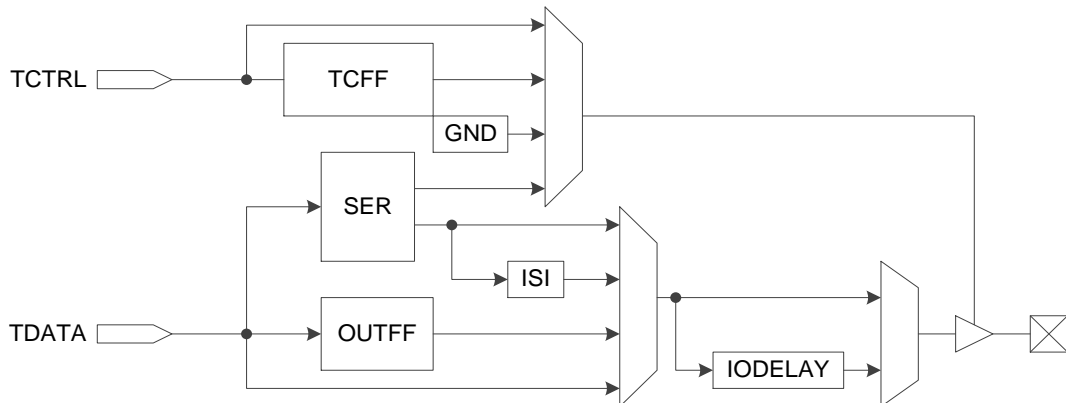 TCTRL
TCFF
GND
SER
ISI
TDATA
OUTFF
IODELAY